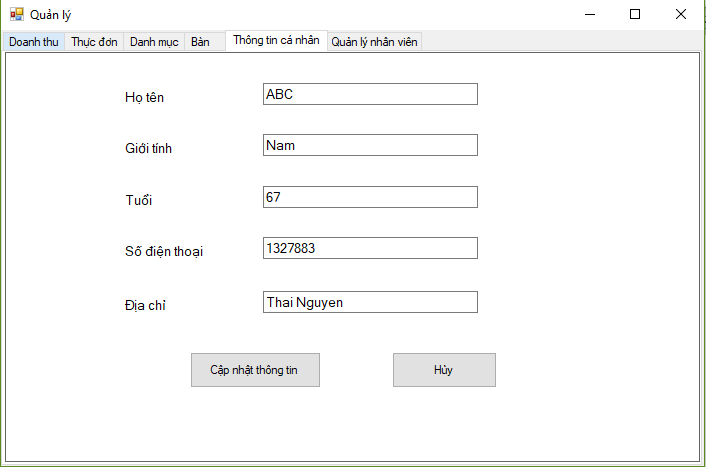 Quản lý
Doanh thu Thực đơn Danh mục Bàn Thông tin cá nhân Quản lý nhân viên
Họ tên ABC
Giới tính Nam
Tuổi 67
Số điện thoại 1327883
Địa chỉ Thai Nguyen
Cập nhật thông tin Hủy